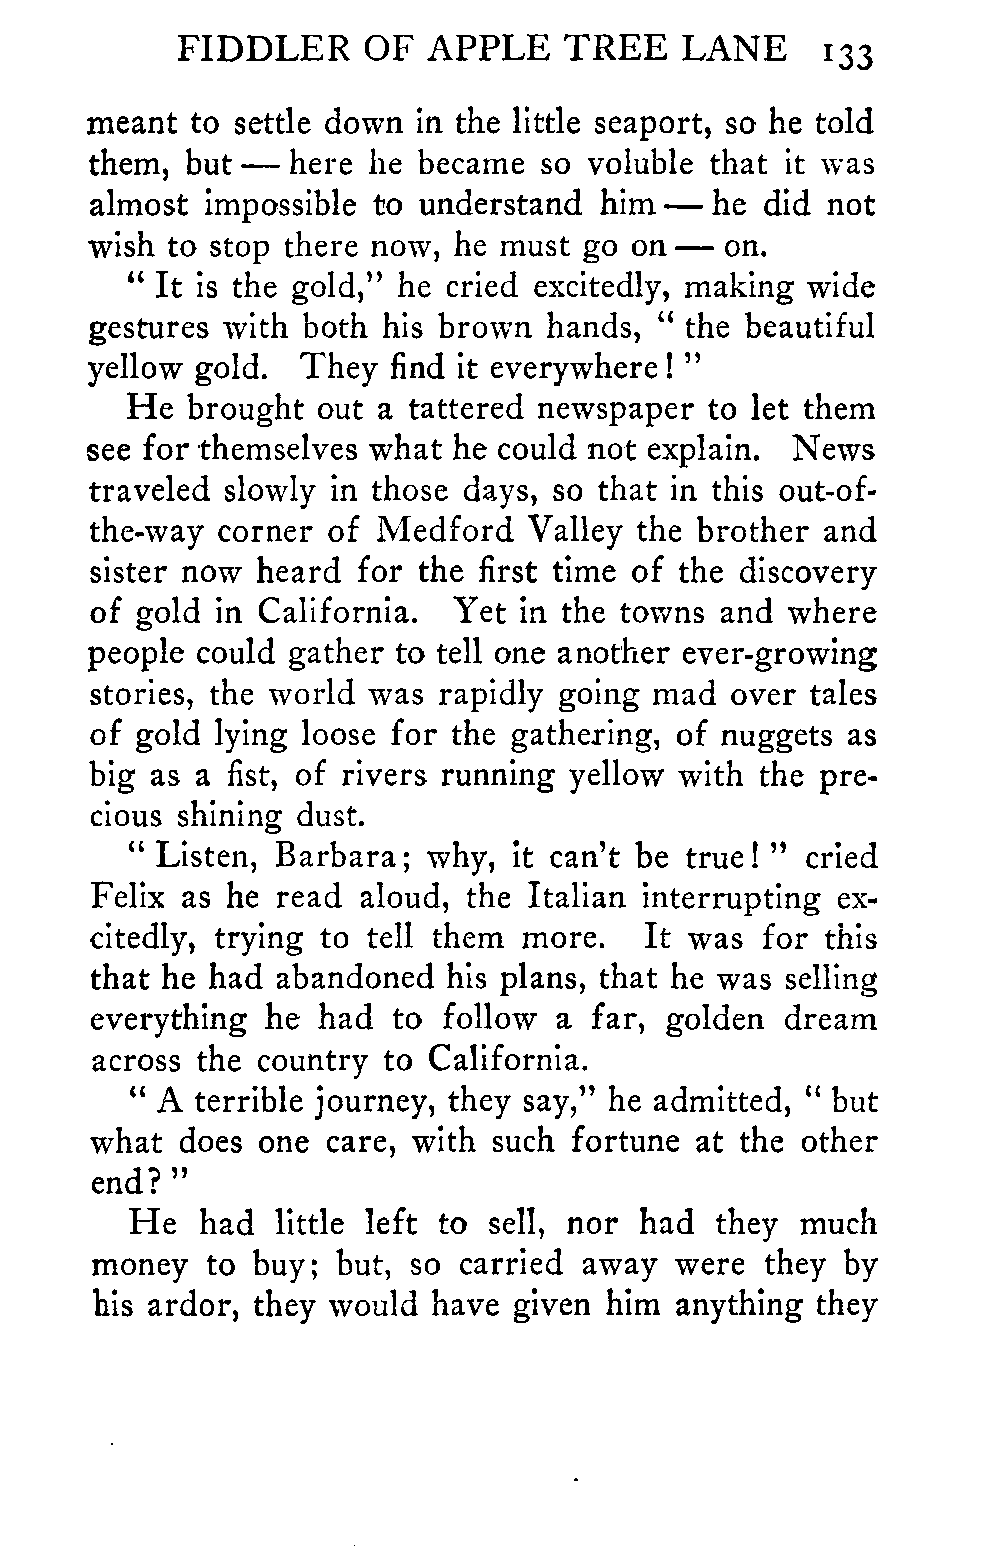 FIDDLER OF APPLE TREE LANE 133
meant to settle down in the little seaport, so he told
them, but — here he became so voluble that it was
almost impossible to understand him — he did not
wish to stop there now, he must go on — on.
" It is the gold," he cried excitedly, making wide
gestures with both his brown hands, " the beautiful
yellow gold. They find it everywhere! "
He brought out a tattered newspaper to let them
see for themselves what he could not explain. News
traveled slowly in those days, so that in this out-of-
the-way corner of Medford Valley the brother and
sister now heard for the first time of the discovery
of gold in California. Yet in the towns and where
people could gather to tell one another ever-growing
stories, the world was rapidly going mad over tales
of gold lying loose for the gathering, of nuggets as
big as a fist, of rivers running yellow with the pre-
cious shining dust.
" Listen, Barbara; why, it can't be true! " cried
Felix as he read aloud, the Italian interrupting ex-
citedly, trying to tell them more. It was for this
that he had abandoned his plans, that he was selling
everything he had to follow a far, golden dream
across the country to California.
" A terrible journey, they say," he admitted, " but
what does one care, with such fortune at the other
end? "
He had little left to sell, nor had they much
money to buy; but, so carried away were they by
his ardor, they would have given him anything they